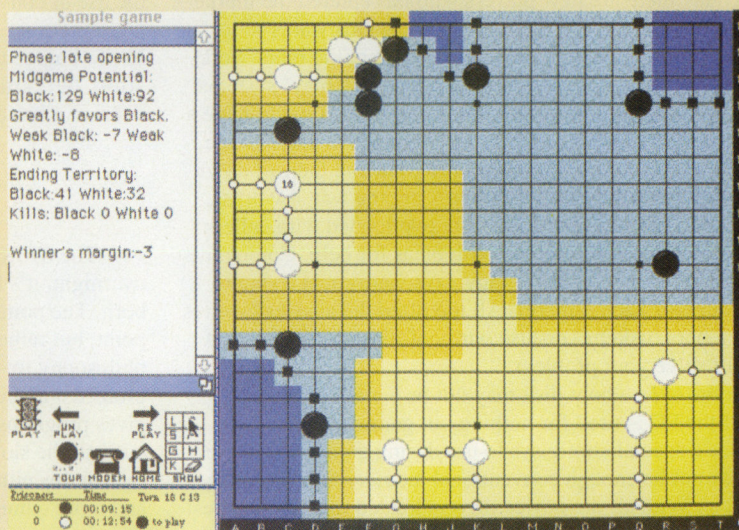 Sample game
Phase: late opening
Midgame Potential:
Black:129 White:92
Greatly favors Black.
Weak Black: -7 Weak
White: -8
Ending Territory:
Black:41 White:32
Kills: Black 0 White 0
Winner's margin:-3
16
PLAY
UN PLAY
RE PLAY
L
S A
G H
K
TOUR MODEM HOME SHOW
Prisoners Time Turn 16 C 13
0 00:09:15
0 00:12:54 to play
A B C D E F G H J K L M N O P Q R S T